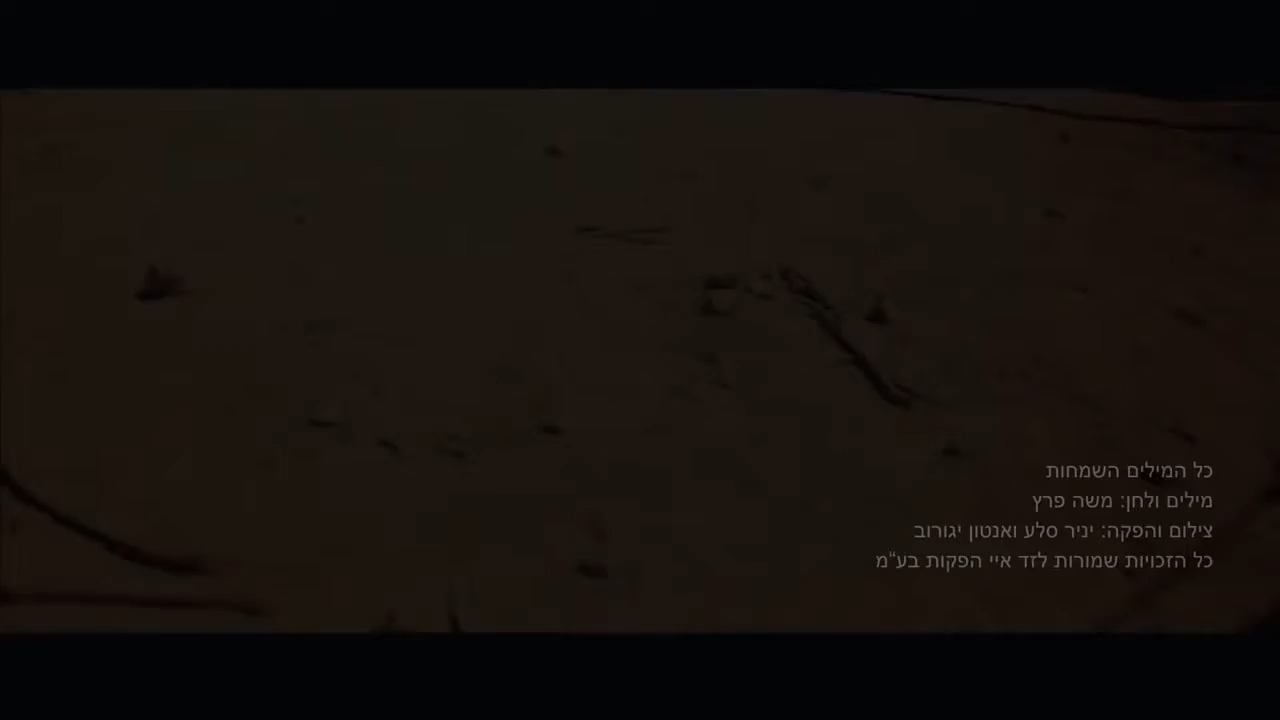 כל המילים השמחות
מילים ולחן: משה פרץ
צילום והפקה: יניר סלע ואנטון יגורוב
כל הזכויות שמורות לזד איי הפקות בע“מ